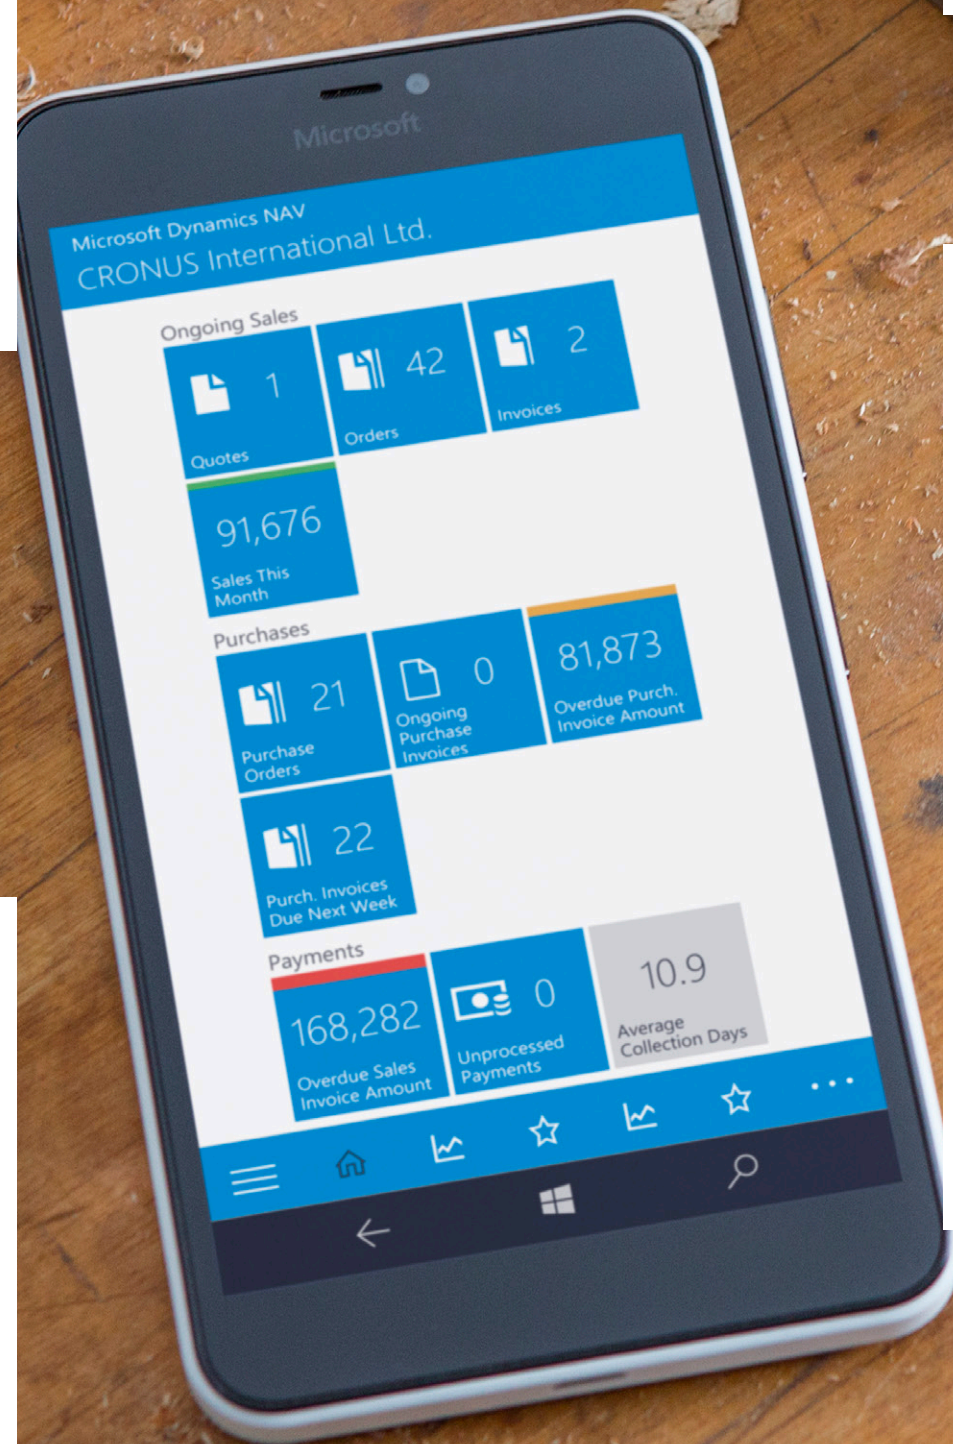 Microsoft
Microsoft Dynamics NAV
CRONUS International Ltd.
Ongoing Sales
1
Quotes
42
Orders
2
Invoices
91,676
Sales This
Month
Purchases
21
Purchase
Orders
0
Ongoing
Purchase
Invoices
81,873
Overdue Purch.
Invoice Amount
22
Purch. Invoices
Due Next Week
Payments
168,282
Overdue Sales
Invoice Amount
0
Unprocessed
Payments
10.9
Average
Collection Days